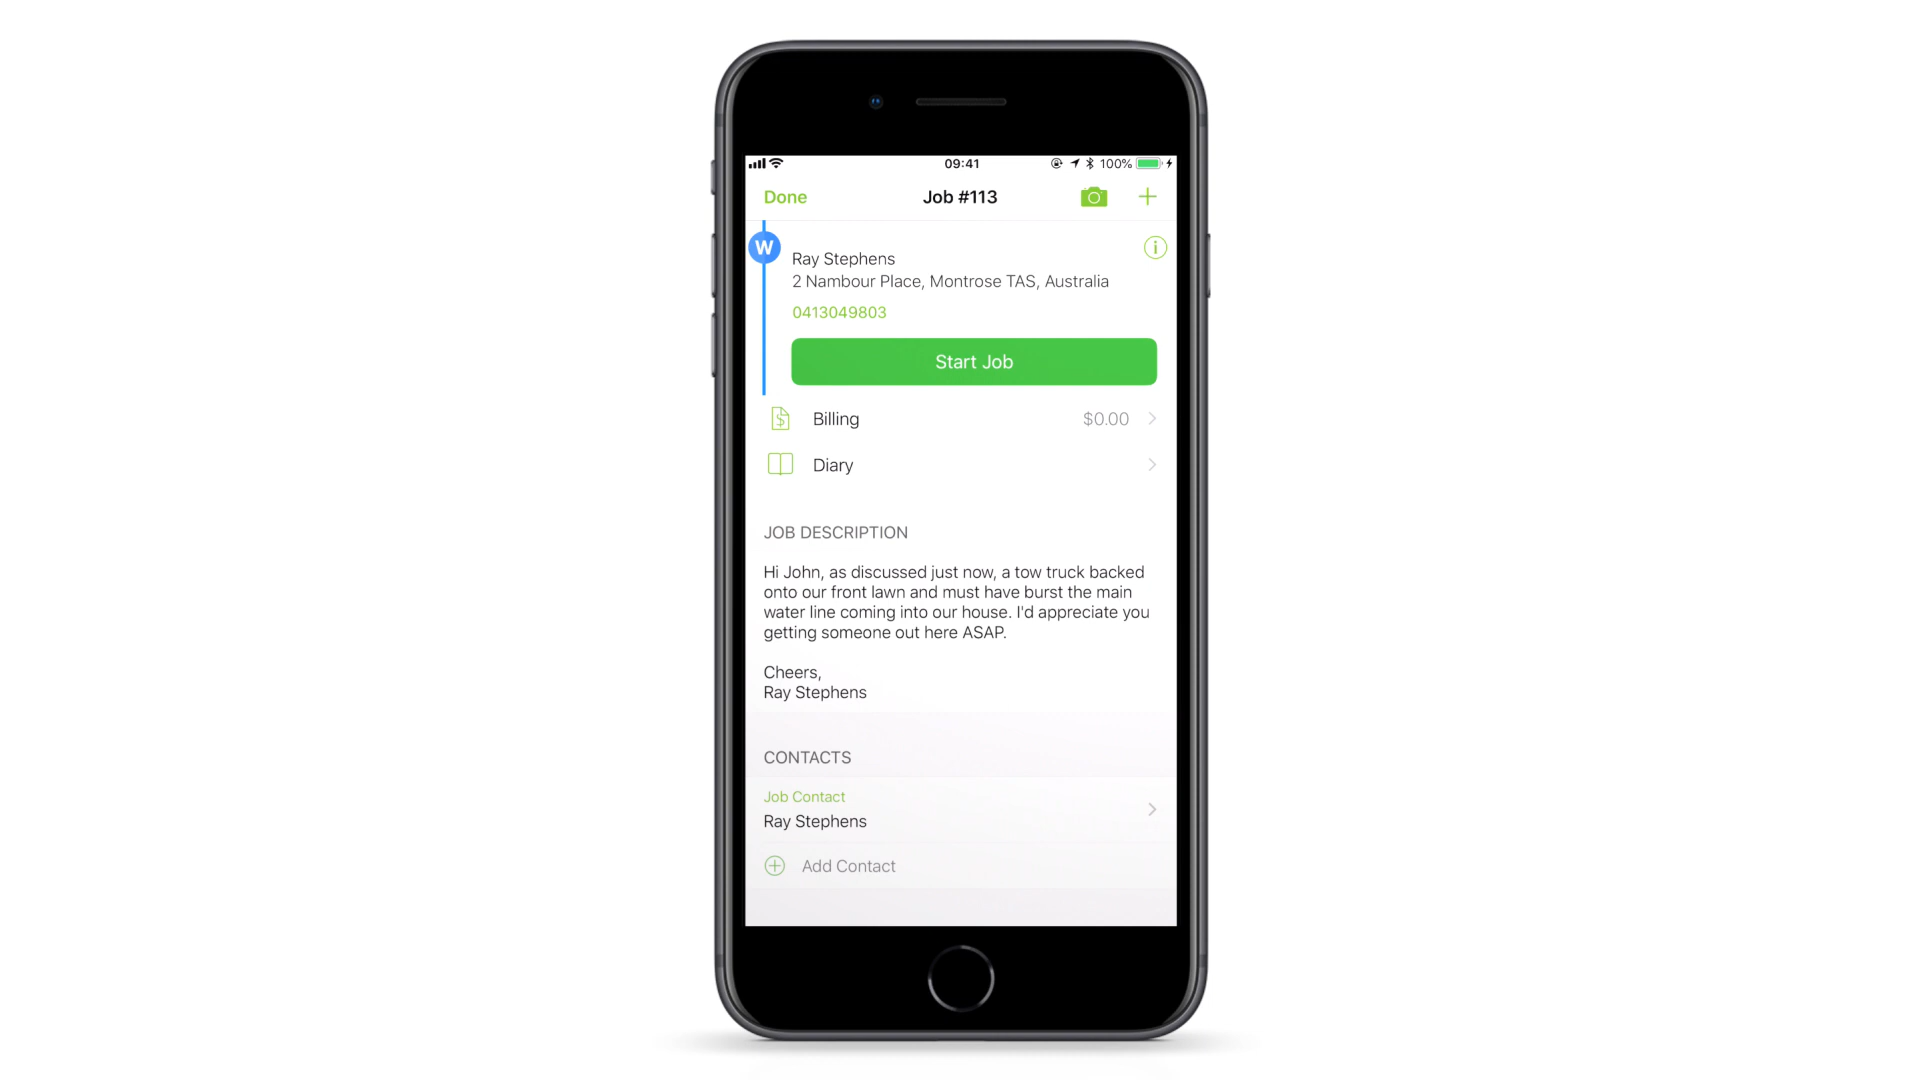 09:41
100%
Done
Job #113
W
Ray Stephens
2 Nambour Place, Montrose TAS, Australia
0413049803
Start Job
Billing
$0.00
Diary
JOB DESCRIPTION
Hi John, as discussed just now, a tow truck backed
onto our front lawn and must have burst the main
water line coming into our house. I'd appreciate you
getting someone out here ASAP.
Cheers,
Ray Stephens
CONTACTS
Job Contact
Ray Stephens
Add Contact